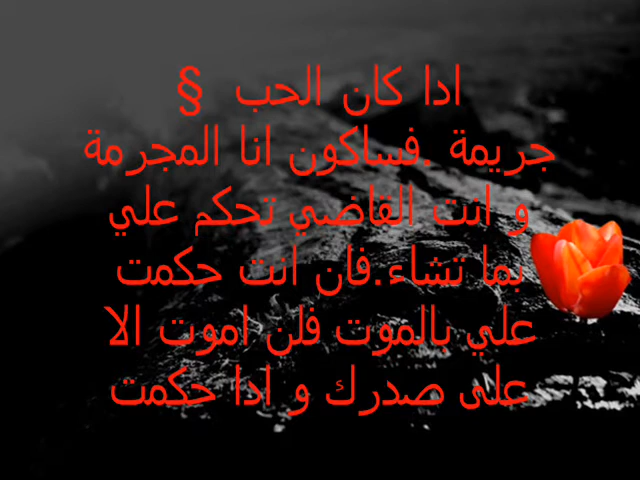 § ادا كان الحب
جريمة .فساكون انا المجرمة
و انت القاضي تحكم علي
بما تشاء.فان انت حكمت
علي بالموت فلن اموت الا
على صدرك و ادا حكمت